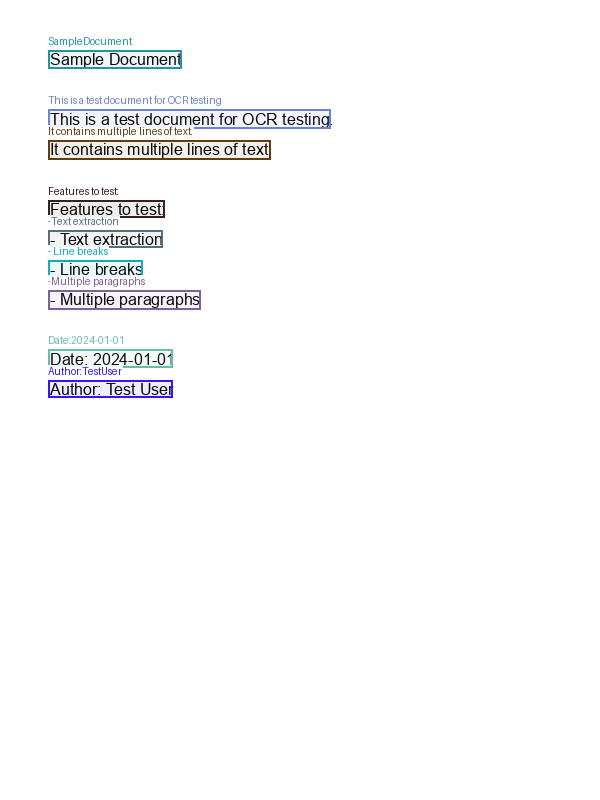 SampleDocument
Sample Document
This is a test document for OCR testing
This is a test document for OCR testing.
It contains multiple lines of text.
It contains multiple lines of text.
Features to test:
Features to test:
-Text extraction
- Text extraction
- Line breaks
- Line breaks
-Multiple paragraphs
- Multiple paragraphs
Date:2024-01-01
Date: 2024-01-01
Author:TestUser
Author: Test User